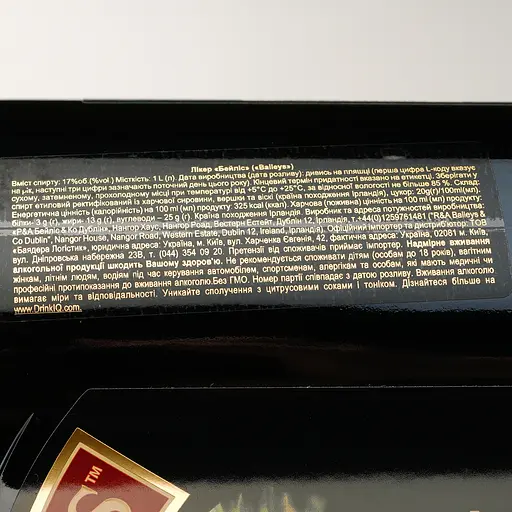 Лікер «Бейліс» («Baileys»)
Вміст спирту: 17%об.(%vol.) Місткість: 1 L (л). Дата виробництва (дата розливу): дивись на пляшці (перша цифра L-коду вказує
на рік, наступні три цифри зазначають поточний день цього року). Кінцевий термін придатності вказано на етикетці. Зберігати у
сухому, затемненому, прохолодному місці при температурі від +5°C до +25°C, за відносної вологості не більше 85 %. Склад:
спирт етиловий ректифікований із харчової сировини, вершки та віскі (країна походження Ірландія), цукор: 20g(г)/100ml(мл).
Енергетична цінність (калорійність) на 100 ml (мл) продукту: 325 kcal (ккал). Харчова (поживна) цінність на 100 ml (мл) продукту:
білки- 3 g (г), жири- 13 g (г), вуглеводи – 25 g (г). Країна походження Ірландія. Виробник та адреса потужностей виробництва:
"Р&А Бейліс & Ко Дублін», Нангор Хаус, Нангор Роад, Вестерн Естейт, Дублін 12, Ірландія, т.+44(0)1259761481 ("R&A Baileys &
Co Dublin", Nangor House, Nangor Road, Western Estate, Dublin 12, Ireland, Ірландія). Офіційний імпортер та дистриб'ютор: ТОВ
«Баядера Логістик», юридична адреса: Україна, м. Київ, вул. Харченка Євгенія, 42, фактична адреса: Україна, 02081 м. Київ,
вул. Дніпровська набережна 23В, т. (044) 354 09 20. Претензії від споживачів приймає імпортер. Надмірне вживання
алкогольної продукції шкодить Вашому здоров'ю. Не рекомендується споживати дітям (особам до 18 років), вагітним
жінкам, літнім людям, водіям під час керування автомобілем, спортсменам, алергікам та особам, які мають медичні чи
професійні протипоказання до вживання алкоголю.Без ГМО. Номер партії співпадає з датою розливу. Вживання алкоголю
вимагає міри та відповідальності. Уникайте сполучення з цитрусовими соками і тоніком. Дізнайтеся більше на
www.DrinkIQ.com.
S™